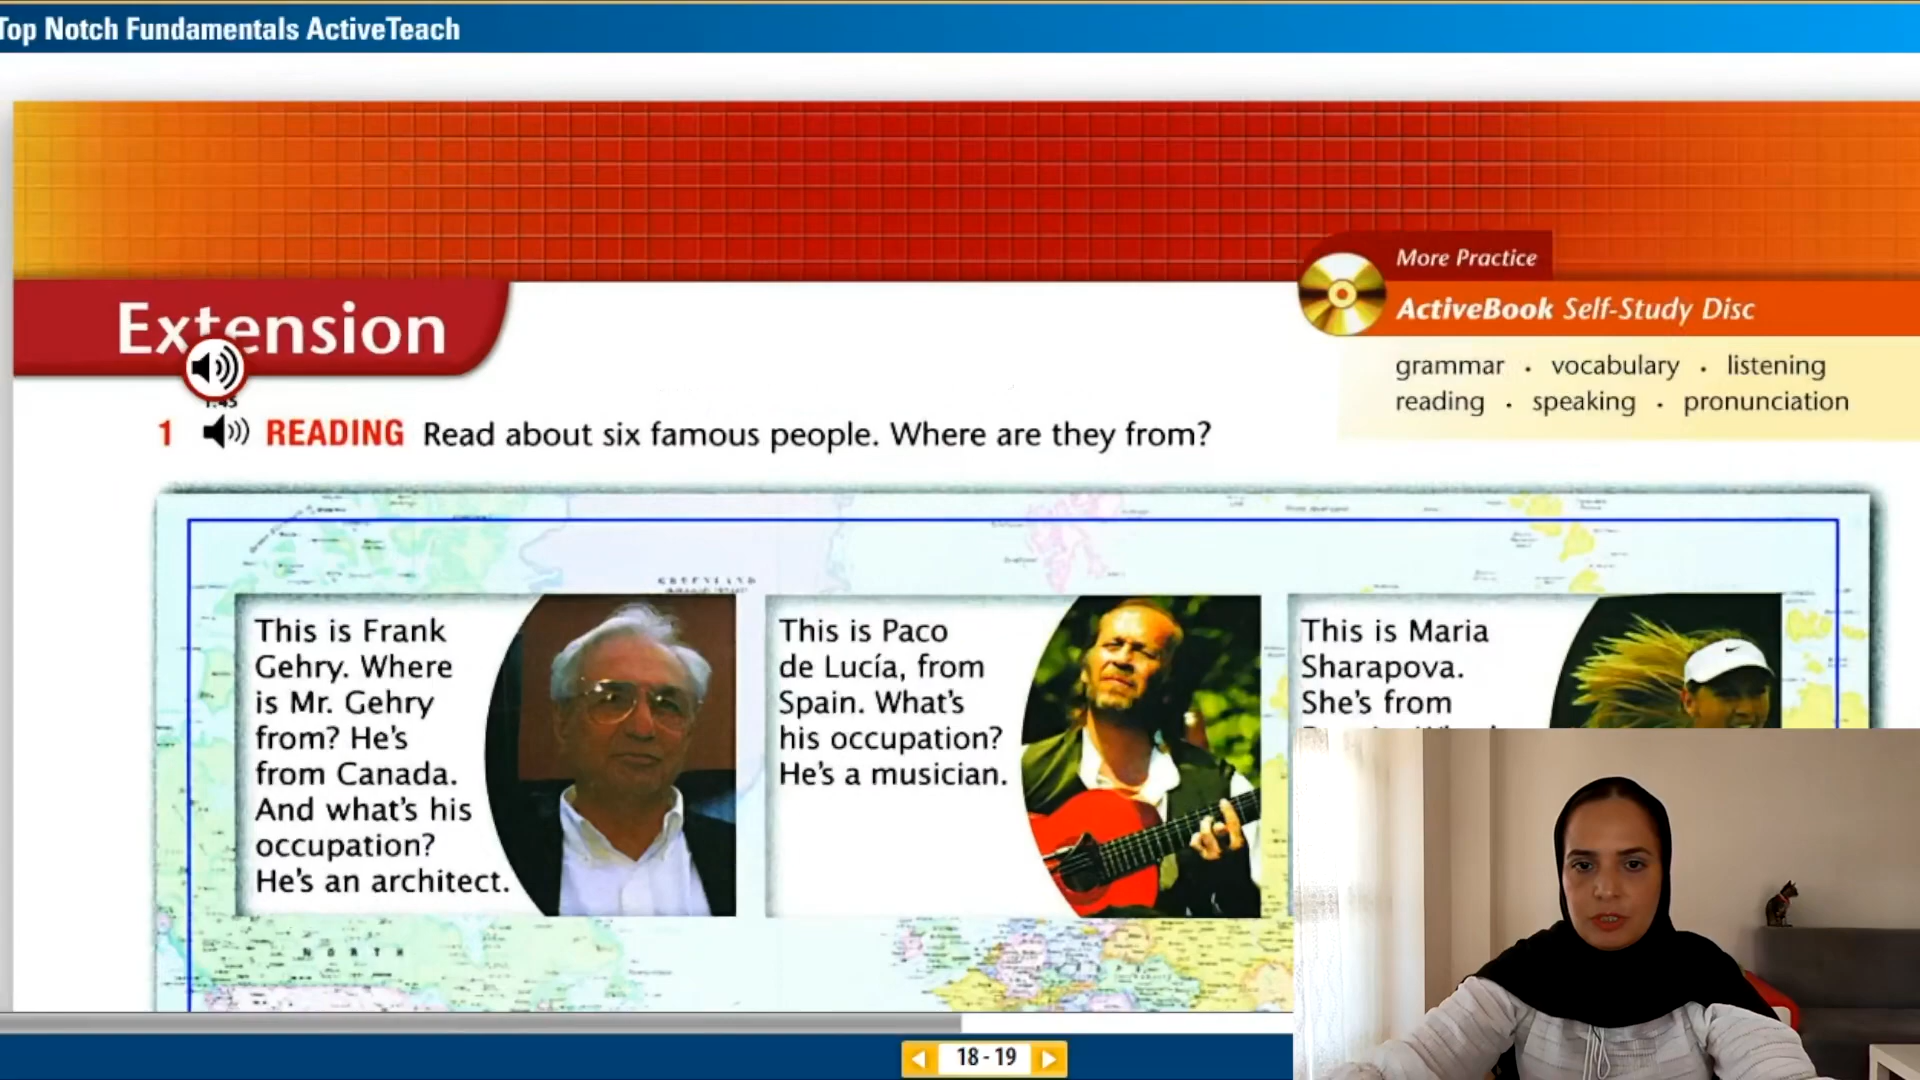 Top Notch Fundamentals ActiveTeach
More Practice
ActiveBook Self-Study Disc
grammar · vocabulary · listening
reading · speaking · pronunciation
Extension
1 READING Read about six famous people. Where are they from?
This is Frank
Gehry. Where
is Mr. Gehry
from? He's
from Canada.
And what's his
occupation?
He's an architect.
This is Paco
de Lucía, from
Spain. What's
his occupation?
He's a musician.
This is Maria
Sharapova.
She's from
NORTH
18-19